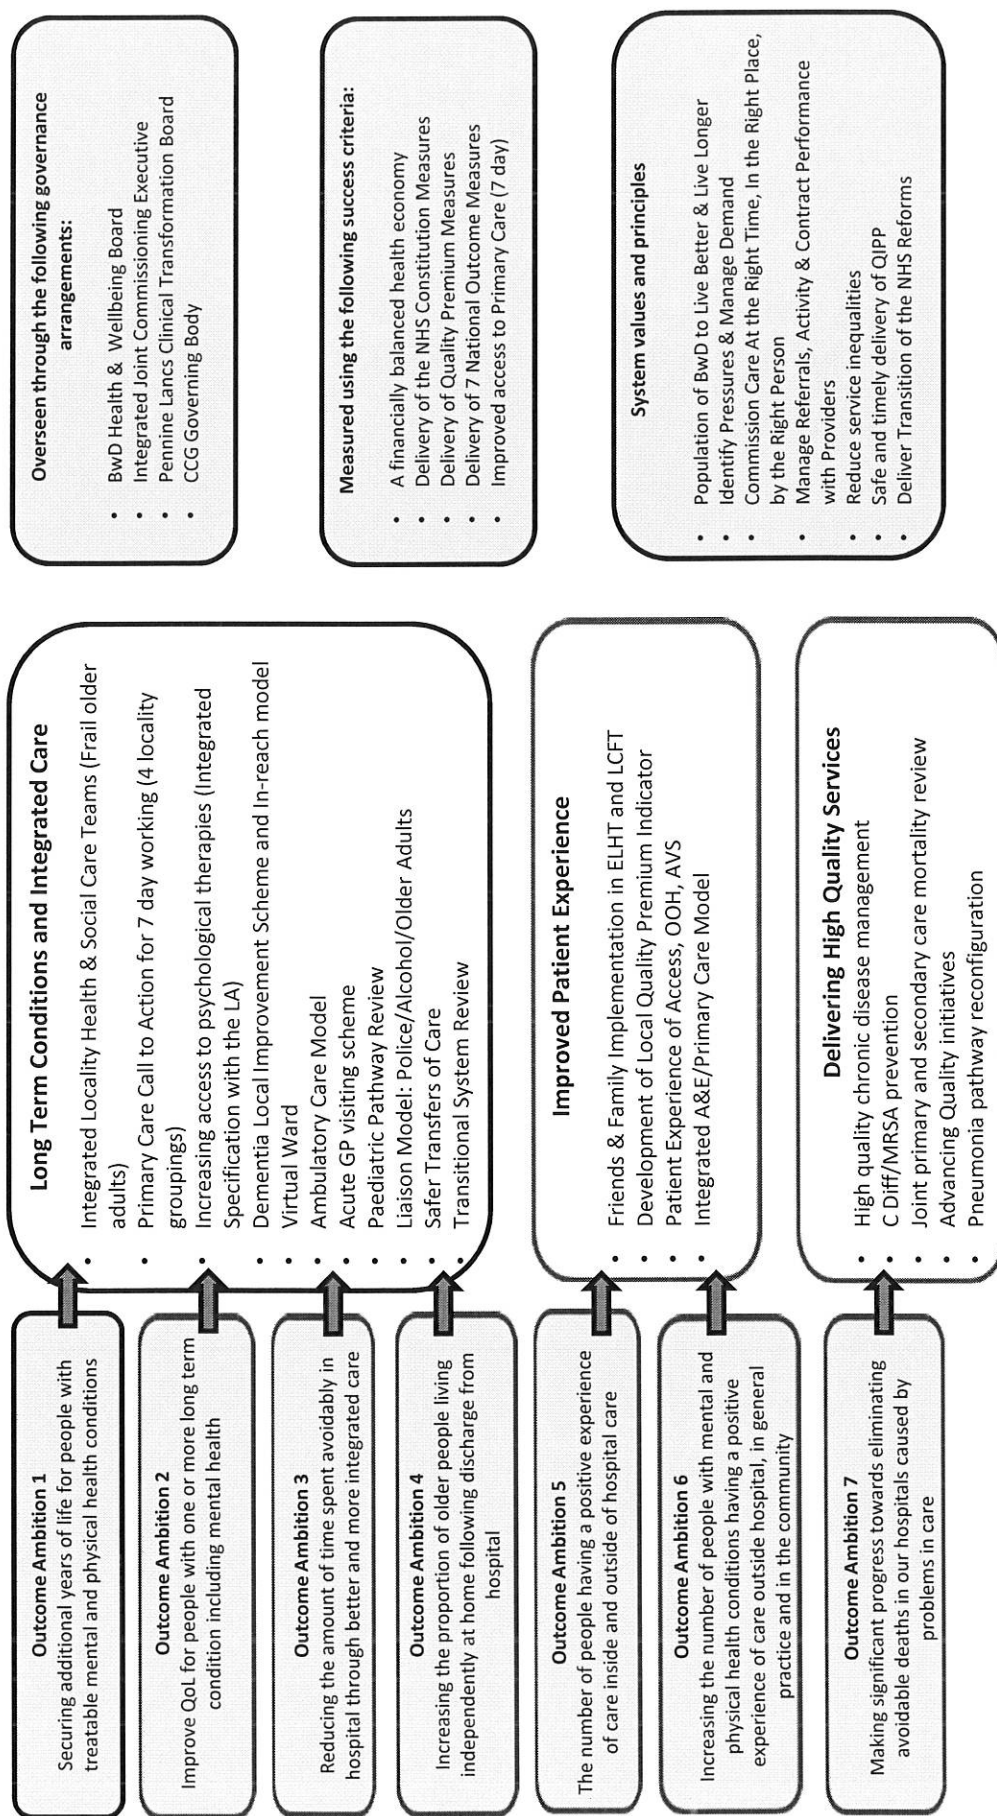 Outcome Ambition 1
Securing additional years of life for people with
treatable mental and physical health conditions
Outcome Ambition 2
Improve QoL for people with one or more long term
condition including mental health
Outcome Ambition 3
Reducing the amount of time spent avoidably in
hospital through better and more integrated care
Outcome Ambition 4
Increasing the proportion of older people living
independently at home following discharge from
hospital
Outcome Ambition 5
The number of people having a positive experience
of care inside and outside of hospital care
Outcome Ambition 6
Increasing the number of people with mental and
physical health conditions having a positive
experience of care outside hospital, in general
practice and in the community
Outcome Ambition 7
Making significant progress towards eliminating
avoidable deaths in our hospitals caused by
problems in care
Long Term Conditions and Integrated Care
• Integrated Locality Health & Social Care Teams (Frail older
adults)
• Primary Care Call to Action for 7 day working (4 locality
groupings)
• Increasing access to psychological therapies (Integrated
Specification with the LA)
• Dementia Local Improvement Scheme and In-reach model
• Virtual Ward
• Ambulatory Care Model
• Acute GP visiting scheme
• Paediatric Pathway Review
• Liaison Model: Police/Alcohol/Older Adults
• Safer Transfers of Care
• Transitional System Review
Improved Patient Experience
• Friends & Family Implementation in ELHT and LCFT
• Development of Local Quality Premium Indicator
• Patient Experience of Access, OOH, AVS
• Integrated A&E/Primary Care Model
Delivering High Quality Services
• High quality chronic disease management
• C Diff/MRSA prevention
• Joint primary and secondary care mortality review
• Advancing Quality initiatives
• Pneumonia pathway reconfiguration
Overseen through the following governance
arrangements:
• BwD Health & Wellbeing Board
• Integrated Joint Commissioning Executive
• Pennine Lancs Clinical Transformation Board
• CCG Governing Body
Measured using the following success criteria:
• A financially balanced health economy
• Delivery of the NHS Constitution Measures
• Delivery of Quality Premium Measures
• Delivery of 7 National Outcome Measures
• Improved access to Primary Care (7 day)
System values and principles
• Population of BwD to Live Better & Live Longer
• Identify Pressures & Manage Demand
• Commission Care At the Right Time, In the Right Place,
by the Right Person
• Manage Referrals, Activity & Contract Performance
with Providers
• Reduce service inequalities
• Safe and timely delivery of QIPP
• Deliver Transition of the NHS Reforms